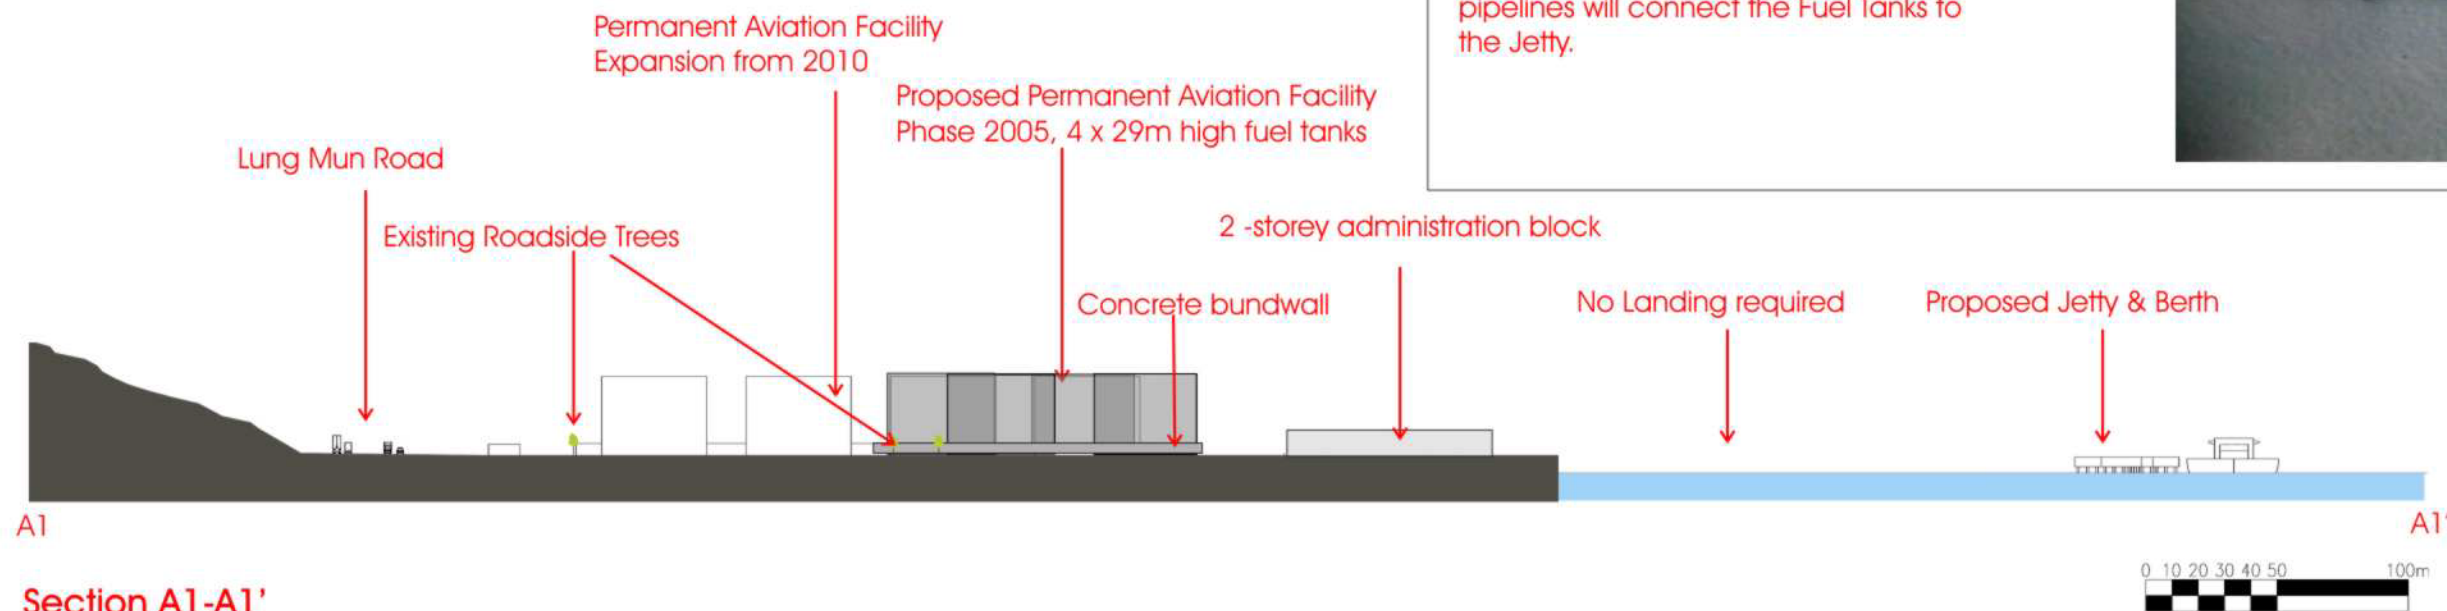 pipelines will connect the Fuel Tanks to
the Jetty.
Permanent Aviation Facility
Expansion from 2010
Proposed Permanent Aviation Facility
Phase 2005, 4 x 29m high fuel tanks
Lung Mun Road
Existing Roadside Trees
2 -storey administration block
Concrete bundwall
No Landing required
Proposed Jetty & Berth
A1
A1'
0 10 20 30 40 50 100m
Section A1-A1'